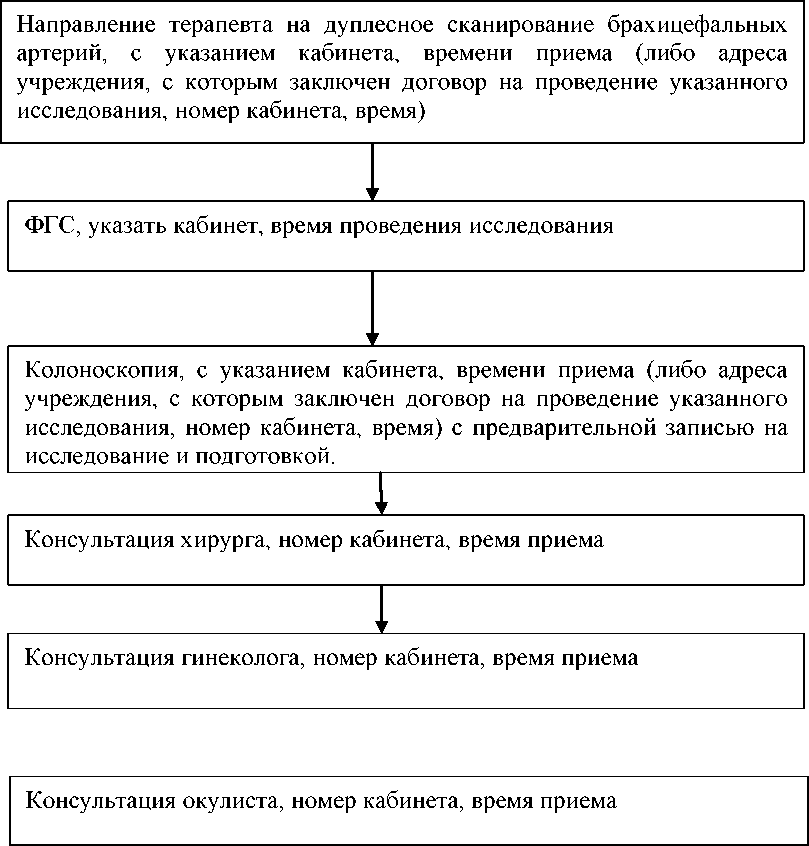 Направление терапевта на дуплесное сканирование брахицефальных
артерий, с указанием кабинета, времени приема (либо адреса
учреждения, с которым заключен договор на проведение указанного
исследования, номер кабинета, время)
ФГС, указать кабинет, время проведения исследования
Колоноскопия, с указанием кабинета, времени приема (либо адреса
учреждения, с которым заключен договор на проведение указанного
исследования, номер кабинета, время) с предварительной записью на
исследование и подготовкой.
Консультация хирурга, номер кабинета, время приема
Консультация гинеколога, номер кабинета, время приема
Консультация окулиста, номер кабинета, время приема